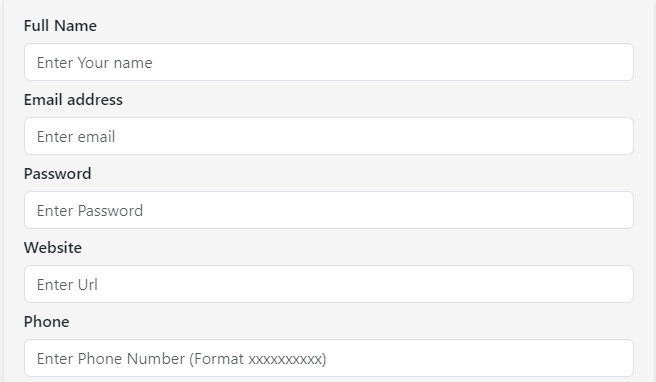 Full Name
Enter Your name
Email address
Enter email
Password
Enter Password
Website
Enter Url
Phone
Enter Phone Number (Format xxxxxxxxxx)